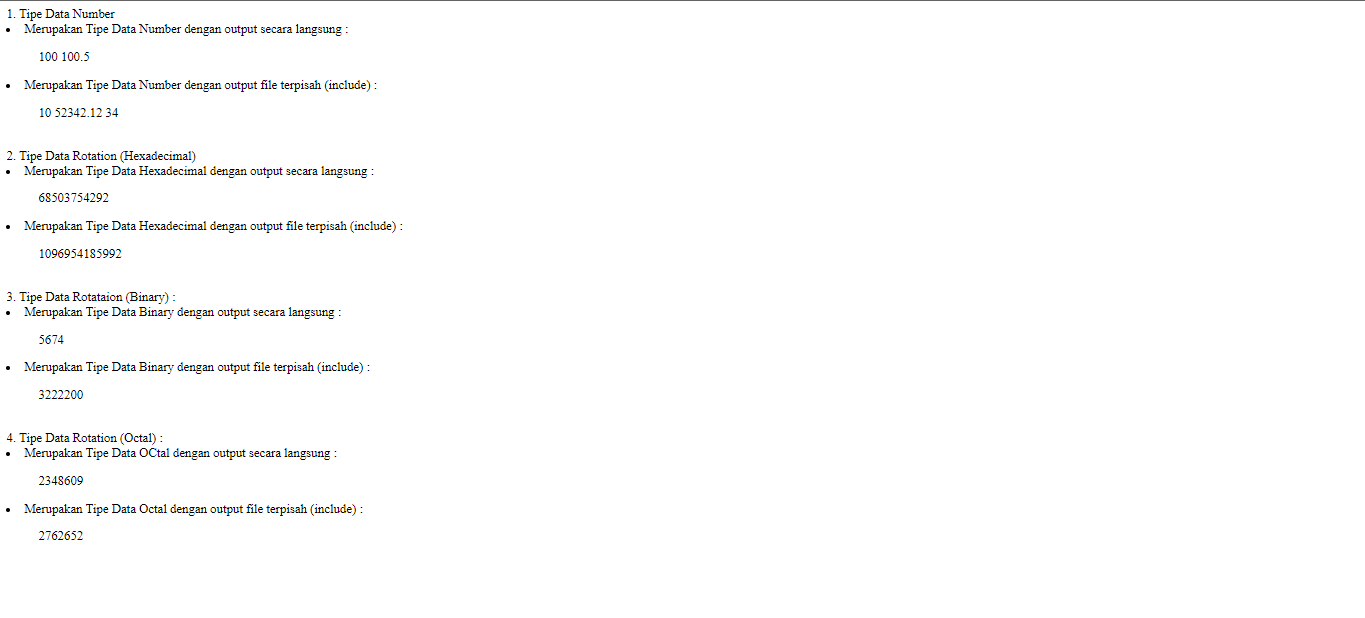 1. Tipe Data Number
• Merupakan Tipe Data Number dengan output secara langsung :
100 100.5
• Merupakan Tipe Data Number dengan output file terpisah (include) :
10 52342.12 34
2. Tipe Data Rotation (Hexadecimal)
• Merupakan Tipe Data Hexadecimal dengan output secara langsung :
68503754292
• Merupakan Tipe Data Hexadecimal dengan output file terpisah (include) :
1096954185992
3. Tipe Data Rotataion (Binary) :
• Merupakan Tipe Data Binary dengan output secara langsung :
5674
• Merupakan Tipe Data Binary dengan output file terpisah (include) :
3222200
4. Tipe Data Rotation (Octal) :
• Merupakan Tipe Data OCtal dengan output secara langsung :
2348609
• Merupakan Tipe Data Octal dengan output file terpisah (include) :
2762652